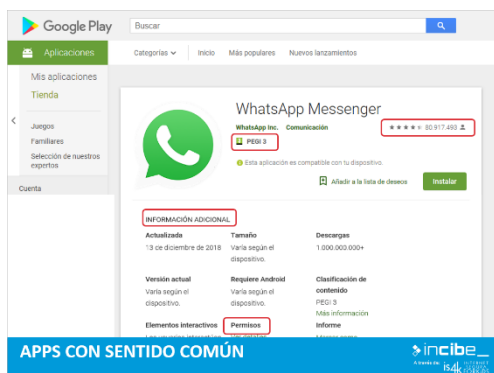 Google Play
Buscar
Aplicaciones
Categorías
Inicio
Más populares
Nuevos lanzamientos
Mis aplicaciones
Tienda
Juegos
Familiares
Selección de nuestros
expertos
Cuenta
WhatsApp Messenger
WhatsApp Inc. Comunicación
80.917.493
PEGI 3
Esta aplicación es compatible con tu dispositivo.
Añadir a la lista de deseos
Instalar
INFORMACIÓN ADICIONAL
Actualizada
Tamaño
Descargas
13 de diciembre de 2018
Varía según el
dispositivo.
1.000.000.000+
Versión actual
Requiere Android
Clasificación de
contenido
Varía según el
dispositivo.
Varía según el
dispositivo.
PEGI 3
Más información
Elementos interactivos
Permisos
Informe
APPS CON SENTIDO COMÚN
incibe_
is4k